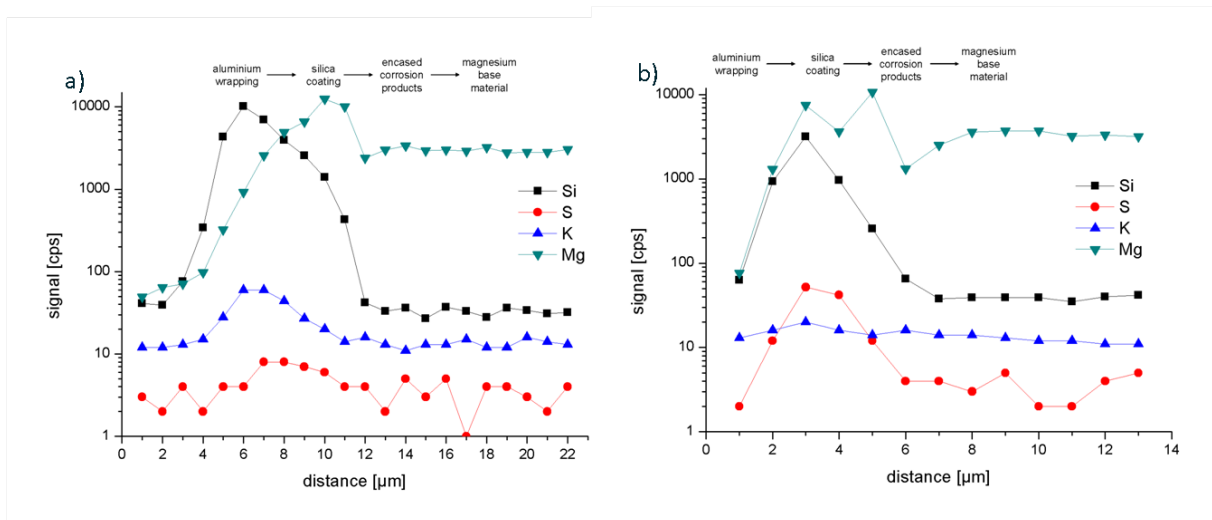 a)
aluminium wrapping
silica coating
encased corrosion products
magnesium base material
10000
1000
100
10
1
signal [cps]
Si
S
K
Mg
0 2 4 6 8 10 12 14 16 18 20 22
distance [µm]
b)
aluminium wrapping
silica coating
encased corrosion products
magnesium base material
10000
1000
100
10
1
signal [cps]
Si
S
K
Mg
0 2 4 6 8 10 12 14
distance [µm]